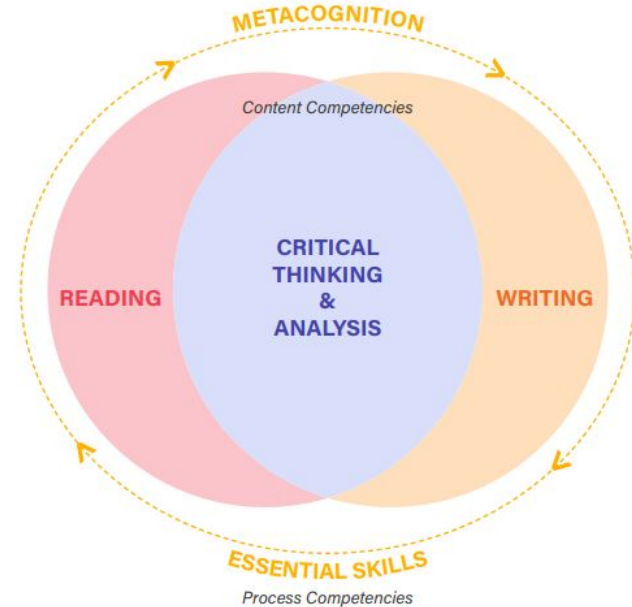 METACOGNITION
Content Competencies
CRITICAL
THINKING
&
ANALYSIS
READING
WRITING
ESSENTIAL SKILLS
Process Competencies